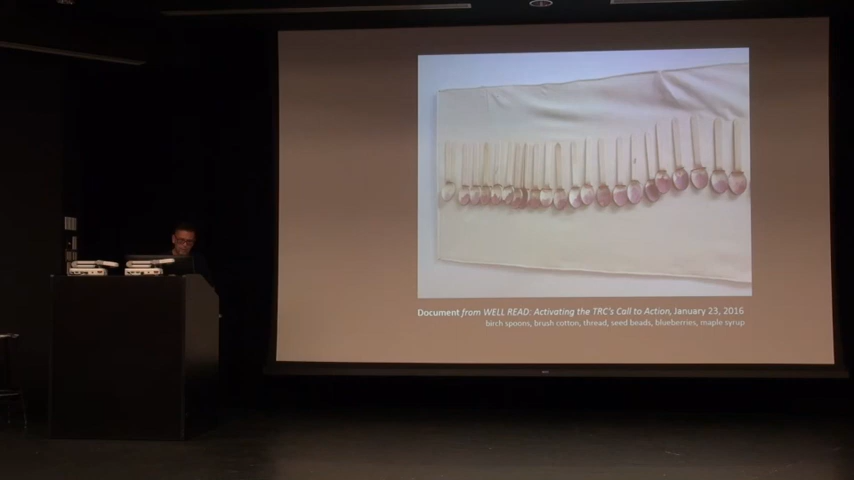 Document from WELL READ: Activating the TRC's Call to Action, January 23, 2016
birch spoons, brush cotton, thread, seed beads, blueberries, maple syrup